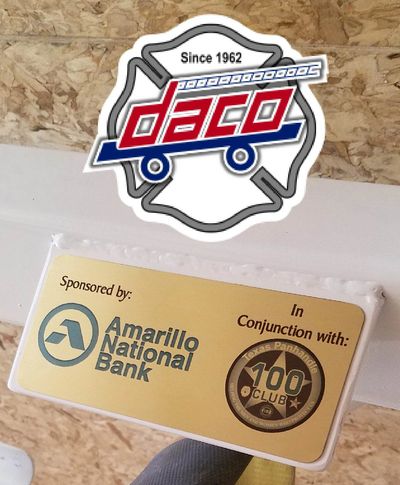 Since 1962
daco
Sponsored by:
Amarillo
National
Bank
In
Conjunction with:
Texas Panhandle
100
CLUB